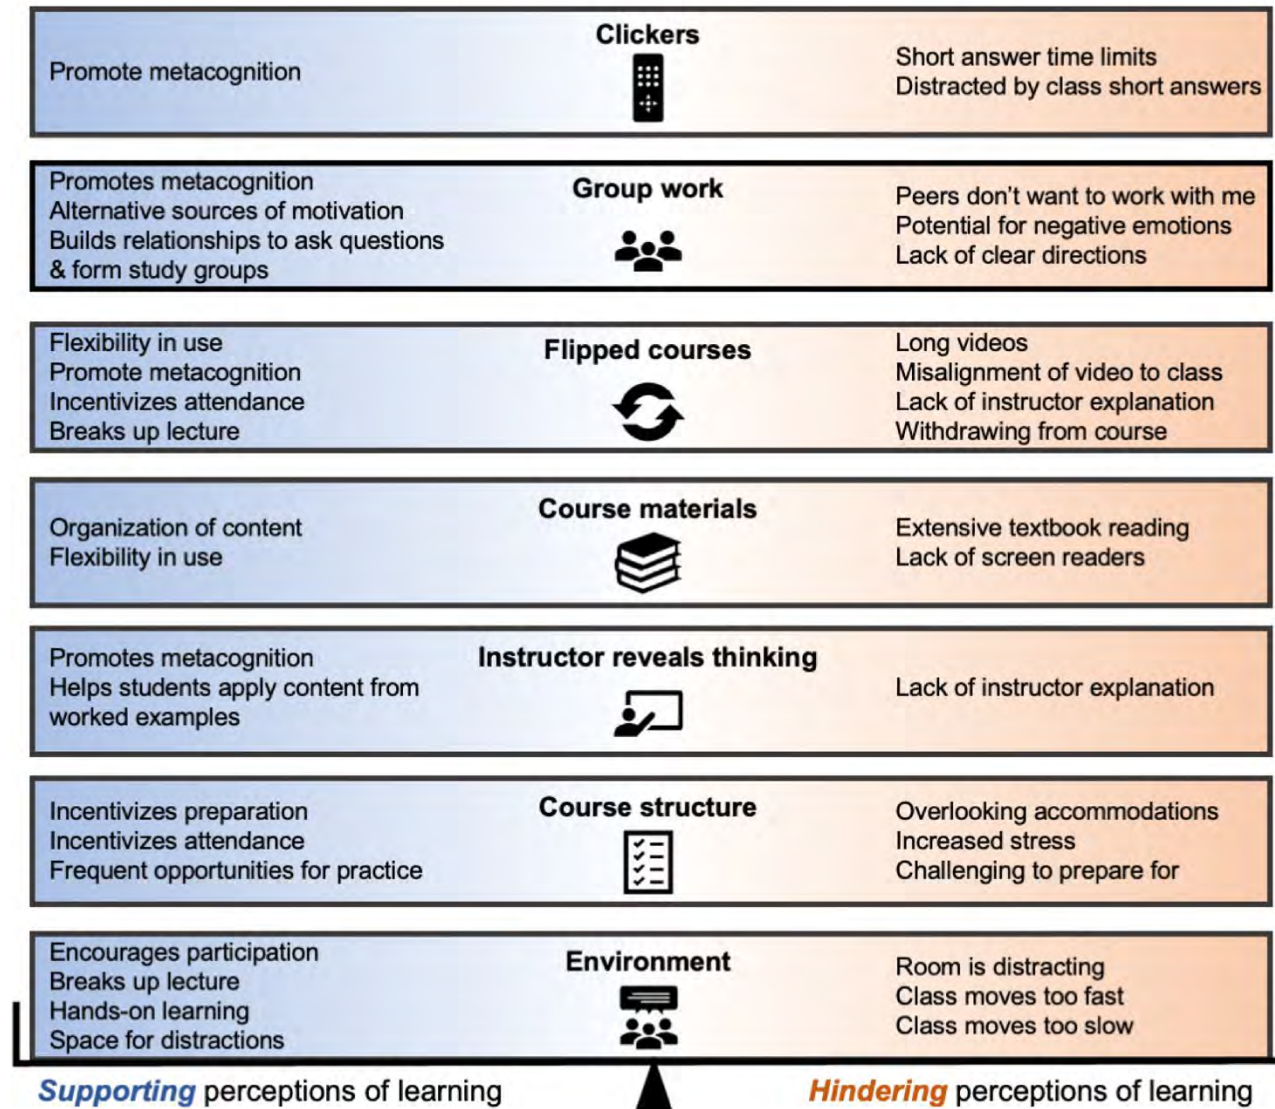 Clickers
Promote metacognition
Short answer time limits
Distracted by class short answers
Group work
Promotes metacognition
Alternative sources of motivation
Builds relationships to ask questions
& form study groups
Peers don't want to work with me
Potential for negative emotions
Lack of clear directions
Flipped courses
Flexibility in use
Promote metacognition
Incentivizes attendance
Breaks up lecture
Long videos
Misalignment of video to class
Lack of instructor explanation
Withdrawing from course
Course materials
Organization of content
Flexibility in use
Extensive textbook reading
Lack of screen readers
Instructor reveals thinking
Promotes metacognition
Helps students apply content from
worked examples
Lack of instructor explanation
Course structure
Incentivizes preparation
Incentivizes attendance
Frequent opportunities for practice
Overlooking accommodations
Increased stress
Challenging to prepare for
Environment
Encourages participation
Breaks up lecture
Hands-on learning
Space for distractions
Room is distracting
Class moves too fast
Class moves too slow
Supporting perceptions of learning
Hindering perceptions of learning